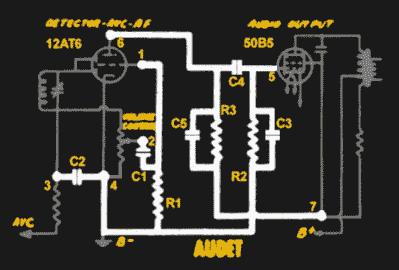 DETECTOR-AVC-AF
AUDIO OUTPUT
12AT6
50B5
6
1
5
C4
VOLUME
CONTROL
2
C5
R3
C3
C2
C1
R2
3
4
R1
7
AVC
B-
B+
AUDET